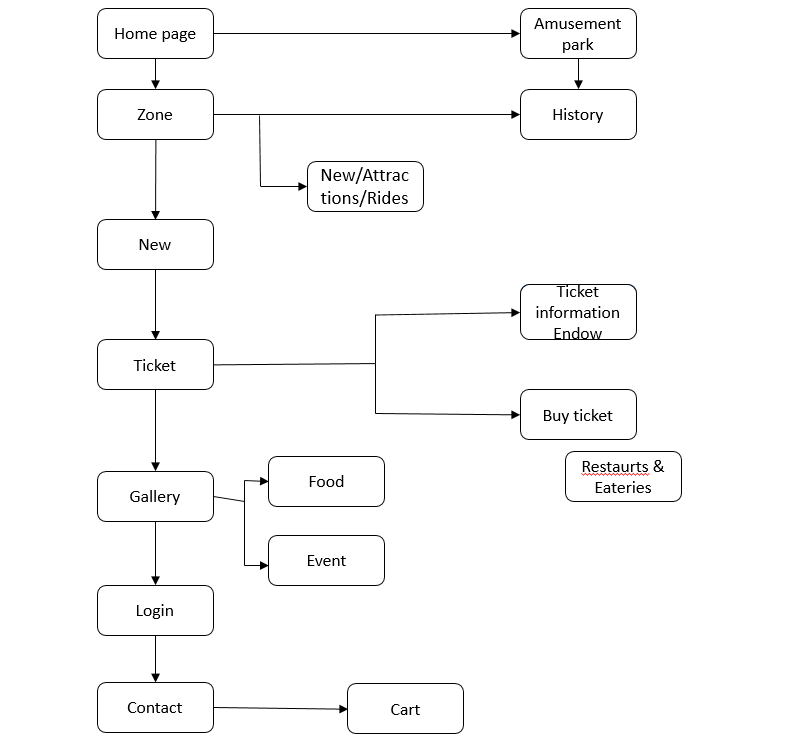 Home page
Amusement
park
Zone
History
New/Attrac
tions/Rides
New
Ticket
information
Endow
Ticket
Buy ticket
Restaurts &
Eateries
Food
Gallery
Event
Login
Contact
Cart